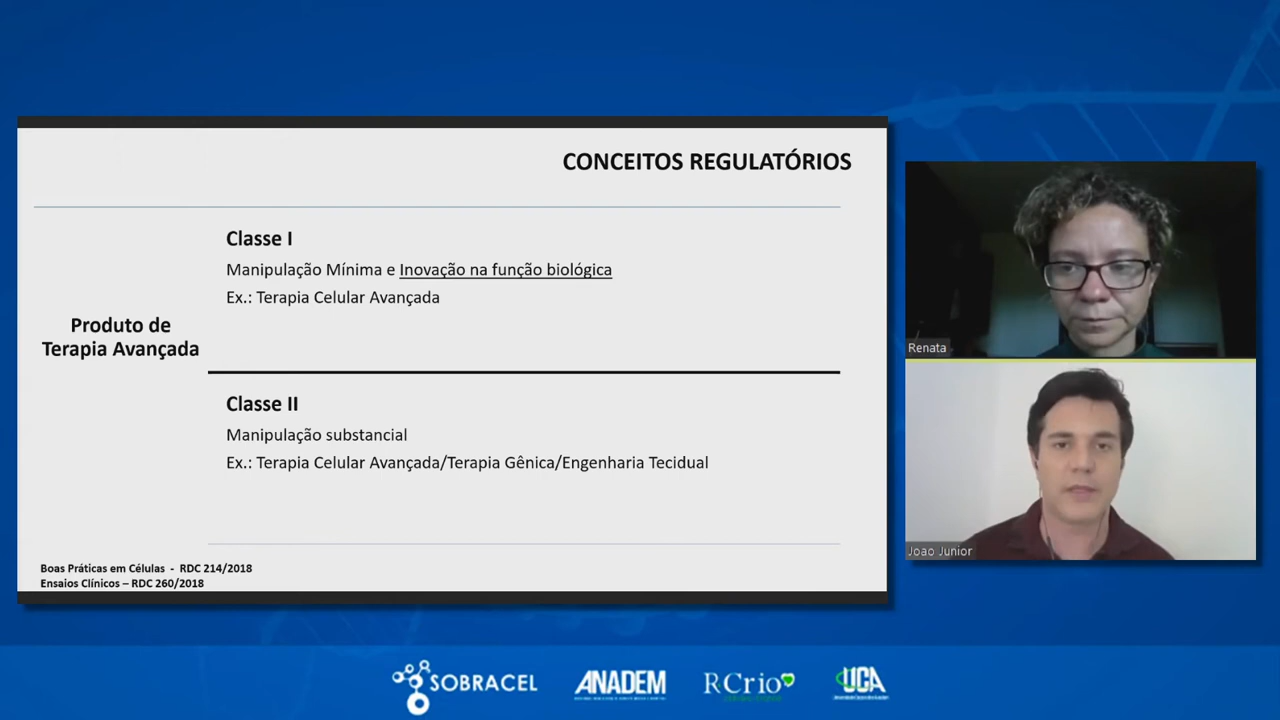 CONCEITOS REGULATÓRIOS
Classe I
Manipulação Mínima e Inovação na função biológica
Ex.: Terapia Celular Avançada
Produto de
Terapia Avançada
Classe II
Manipulação substancial
Ex.: Terapia Celular Avançada/Terapia Gênica/Engenharia Tecidual
Boas Práticas em Células - RDC 214/2018
Ensaios Clínicos – RDC 260/2018
Renata
Joao Junior
SOBRACEL
ANADEM
RCrio
UCA